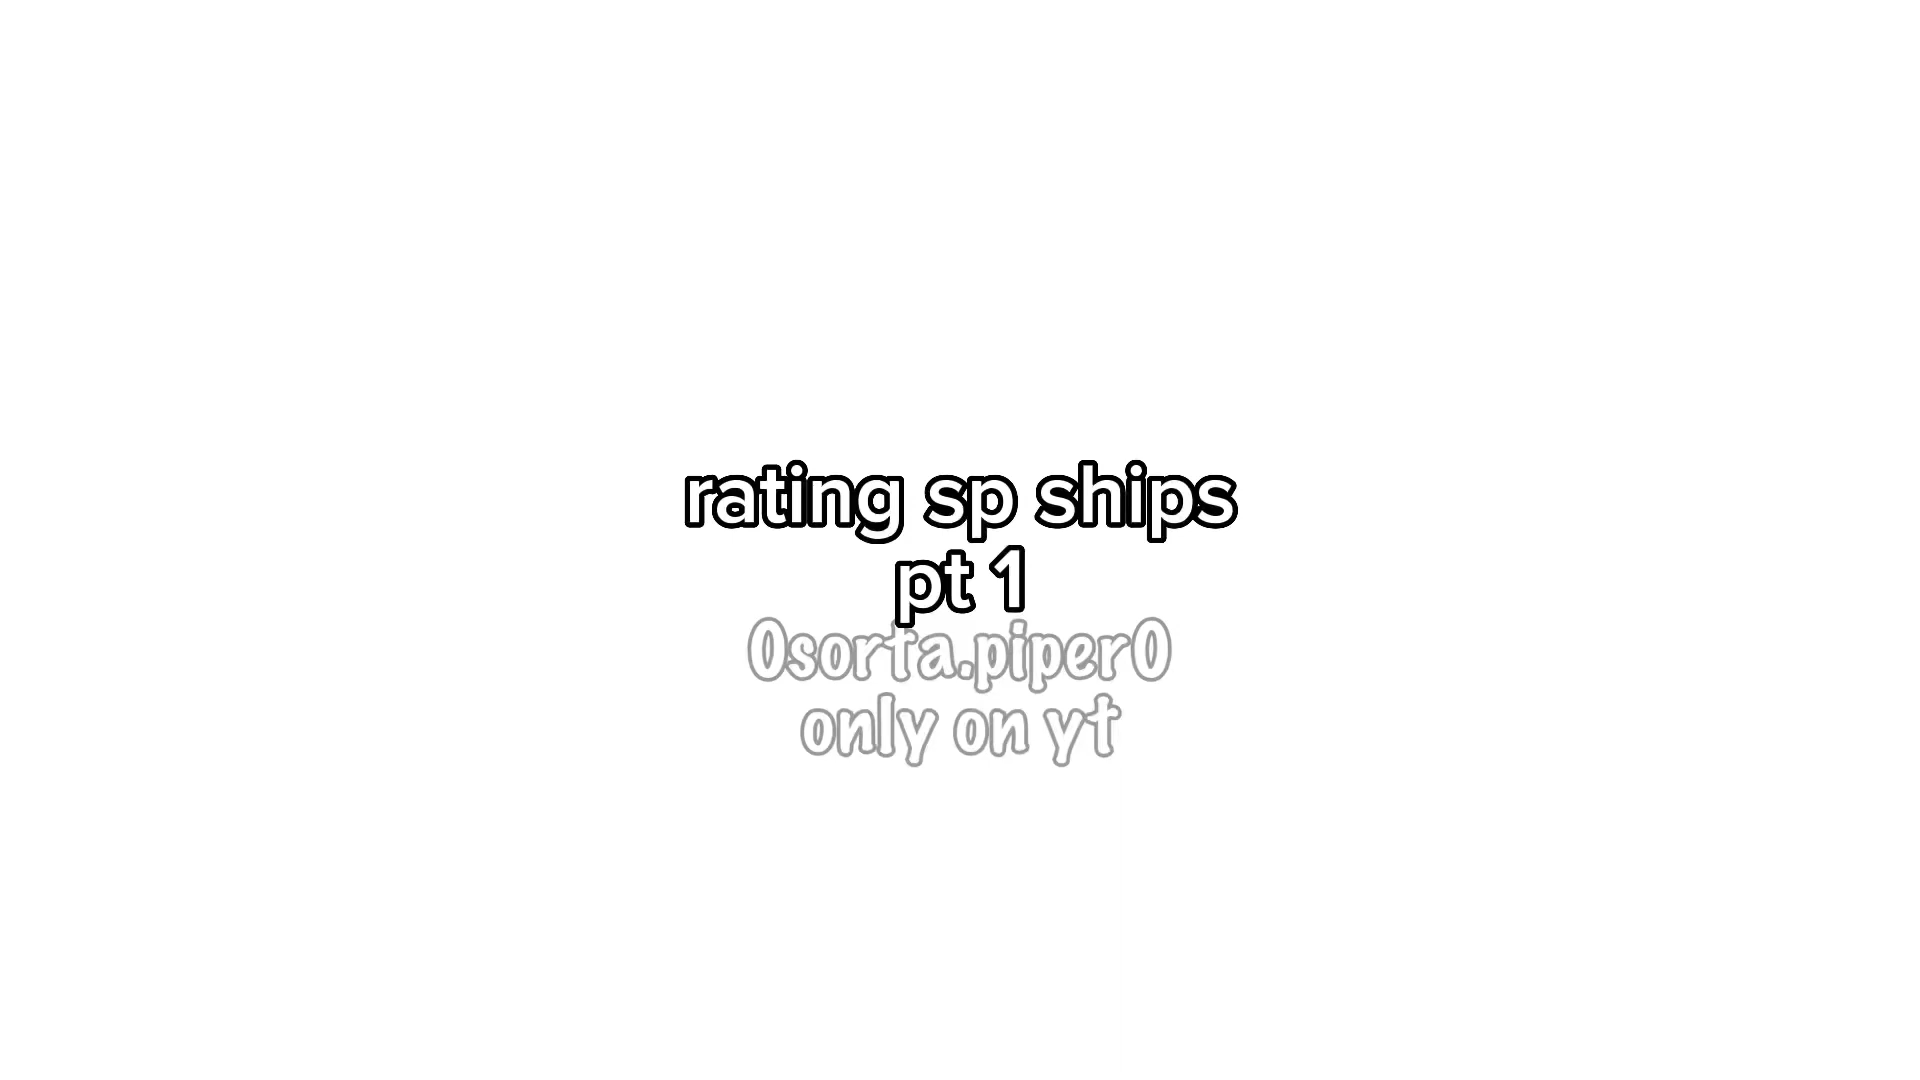 rating sp ships
pt 1
0sorta.piper0
only on yt